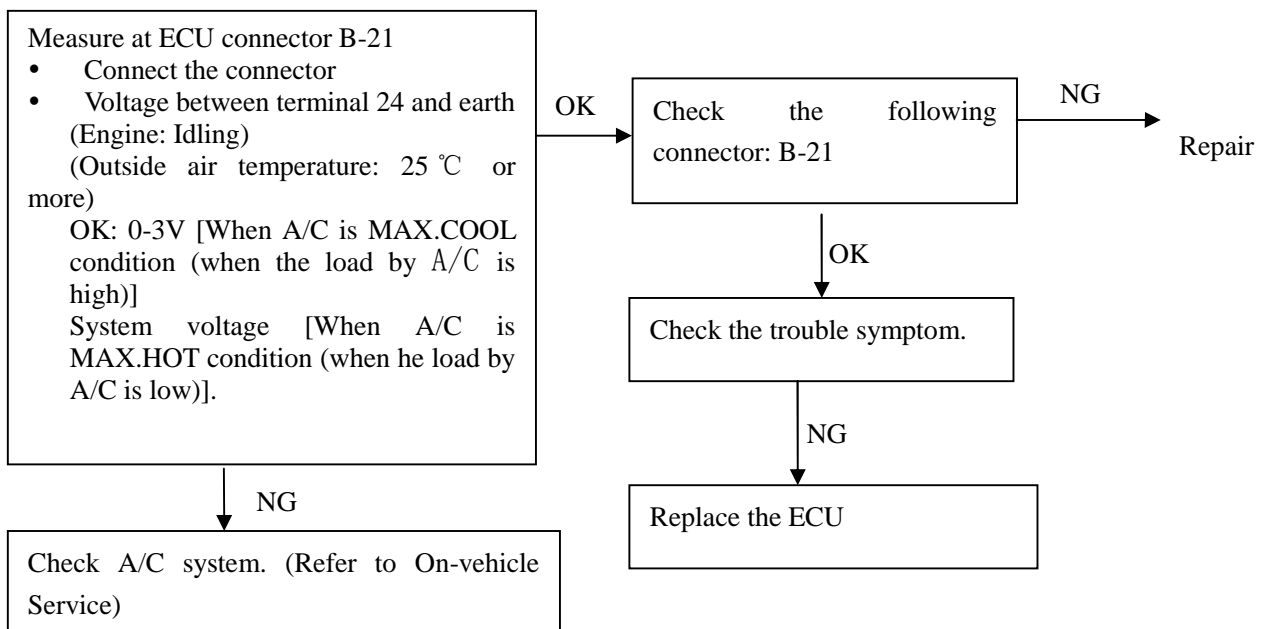 Measure at ECU connector B-21
• Connect the connector
• Voltage between terminal 24 and earth
(Engine: Idling)
(Outside air temperature: 25 ℃ or
more)
OK: 0-3V [When A/C is MAX.COOL
condition (when the load by A/C is
high)]
System voltage [When A/C is
MAX.HOT condition (when he load by
A/C is low)].
OK
Check the following
connector: B-21
NG
Repair
OK
Check the trouble symptom.
NG
Replace the ECU
NG
Check A/C system. (Refer to On-vehicle
Service)